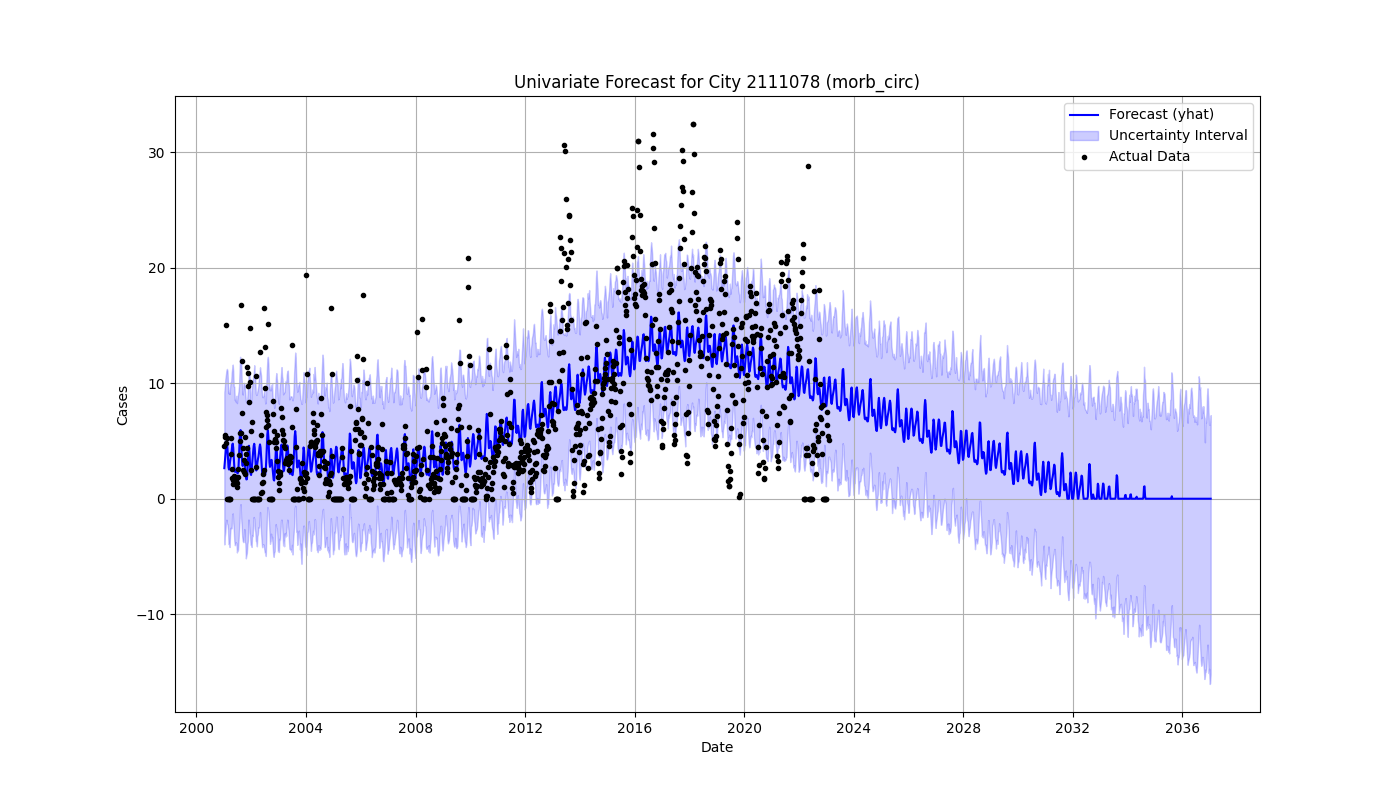 Univariate Forecast for City 2111078 (morb_circ)
Forecast (yhat)
Uncertainty Interval
Actual Data
30
20
10
0
−10
Cases
2000 2004 2008 2012 2016 2020 2024 2028 2032 2036
Date